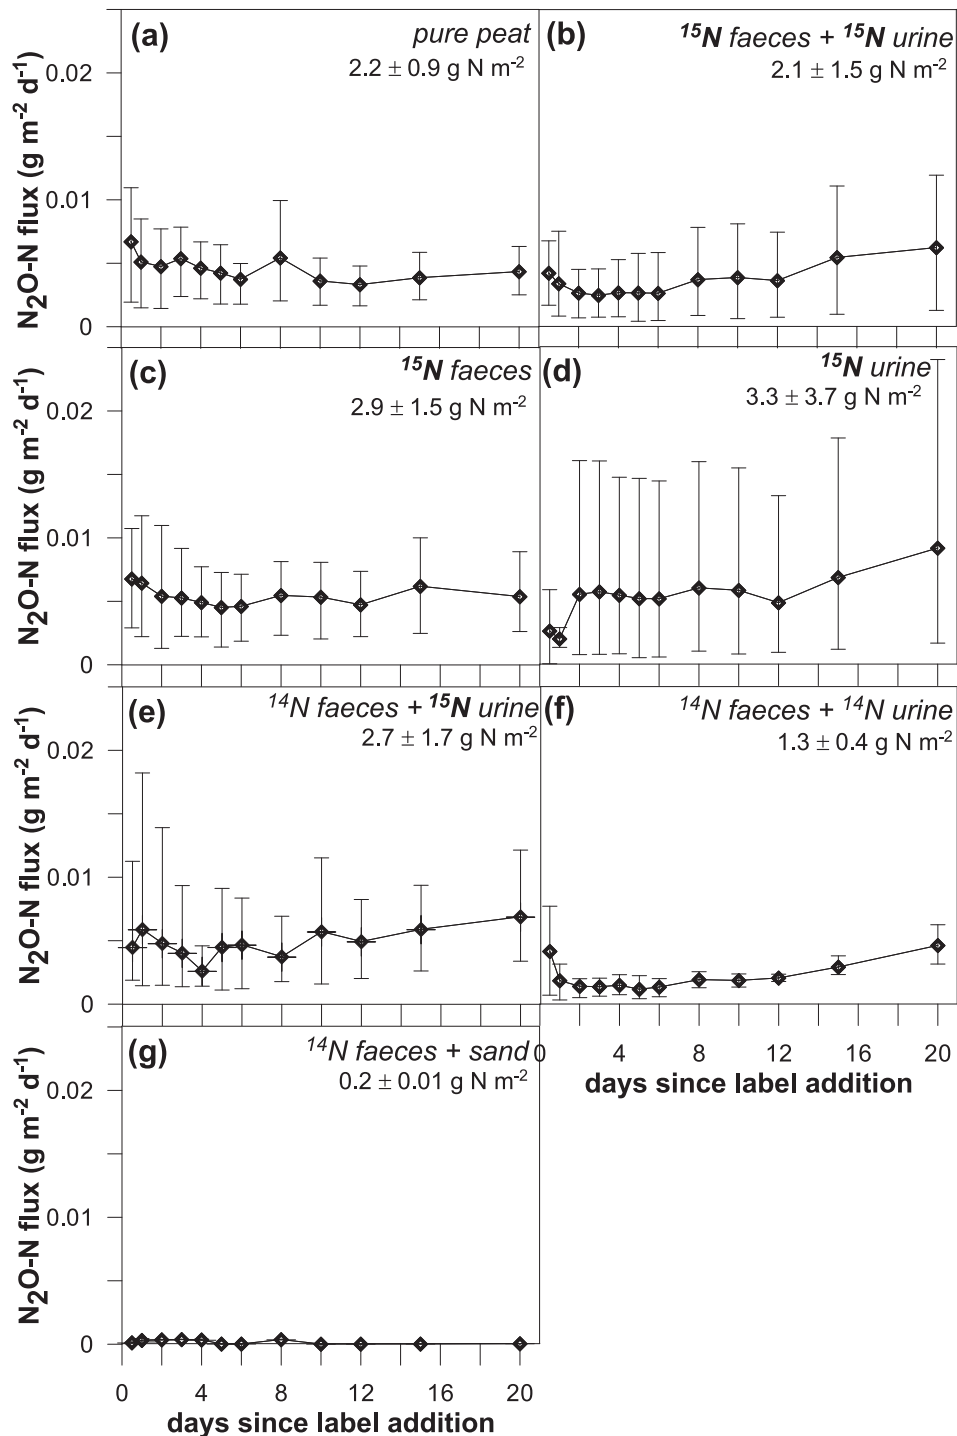 (a) pure peat
2.2 ± 0.9 g N m⁻²
(b) ¹⁵N faeces + ¹⁵N urine
2.1 ± 1.5 g N m⁻²
N₂O-N flux (g m⁻² d⁻¹)
0.02
0.01
0
(c) ¹⁵N faeces
2.9 ± 1.5 g N m⁻²
(d) ¹⁵N urine
3.3 ± 3.7 g N m⁻²
N₂O-N flux (g m⁻² d⁻¹)
0.02
0.01
0
(e) ¹⁴N faeces + ¹⁵N urine
2.7 ± 1.7 g N m⁻²
(f) ¹⁴N faeces + ¹⁴N urine
1.3 ± 0.4 g N m⁻²
N₂O-N flux (g m⁻² d⁻¹)
0.02
0.01
0
0 4 8 12 16 20
days since label addition
(g) ¹⁴N faeces + sand
0.2 ± 0.01 g N m⁻²
N₂O-N flux (g m⁻² d⁻¹)
0.02
0.01
0
0 4 8 12 16 20
days since label addition